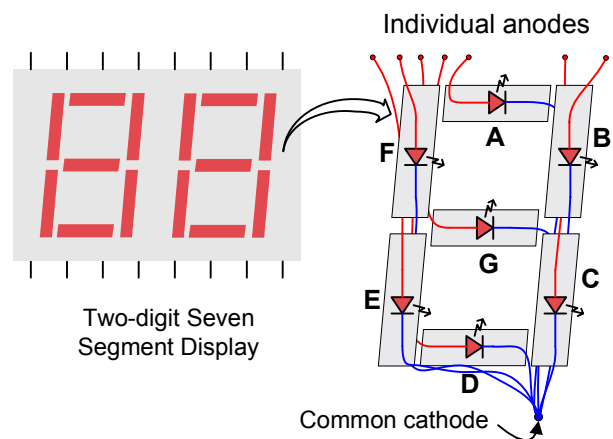 Individual anodes
A
B
F
G
E
C
D
Two-digit Seven
Segment Display
Common cathode